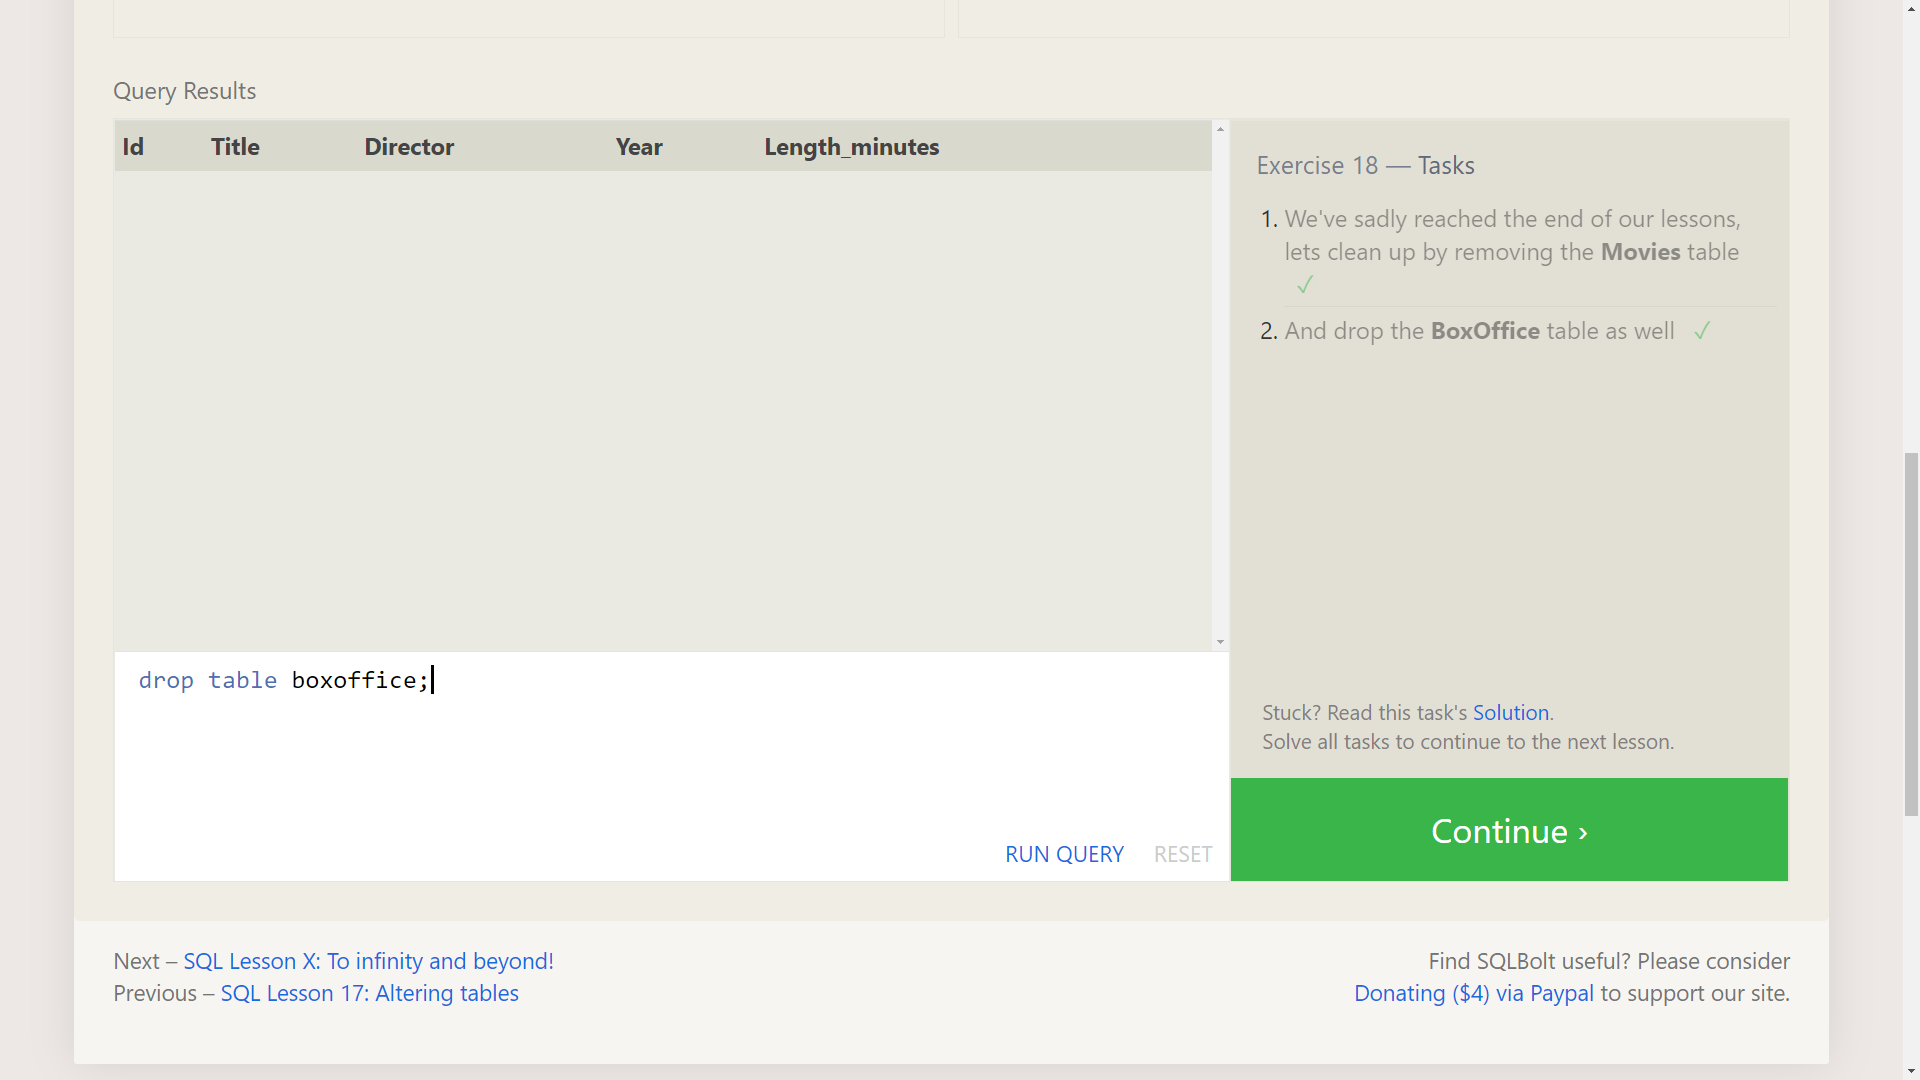 Query Results
Id Title Director Year Length_minutes
Exercise 18 — Tasks
1. We've sadly reached the end of our lessons,
lets clean up by removing the Movies table
✓
2. And drop the BoxOffice table as well ✓
drop table boxoffice;
Stuck? Read this task's Solution.
Solve all tasks to continue to the next lesson.
RUN QUERY RESET
Continue ›
Next – SQL Lesson X: To infinity and beyond!
Previous – SQL Lesson 17: Altering tables
Find SQLBolt useful? Please consider
Donating ($4) via Paypal to support our site.